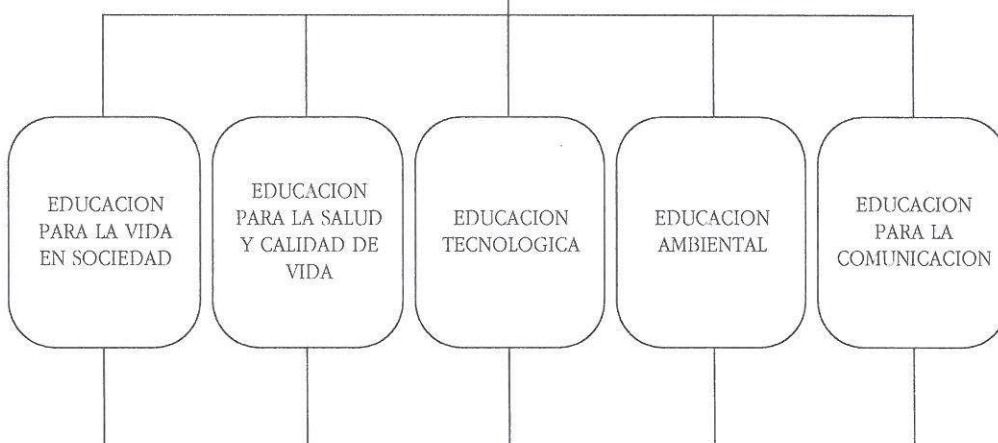 EDUCACION
PARA LA VIDA
EN SOCIEDAD
EDUCACION
PARA LA SALUD
Y CALIDAD DE
VIDA
EDUCACION
TECNOLOGICA
EDUCACION
AMBIENTAL
EDUCACION
PARA LA
COMUNICACION